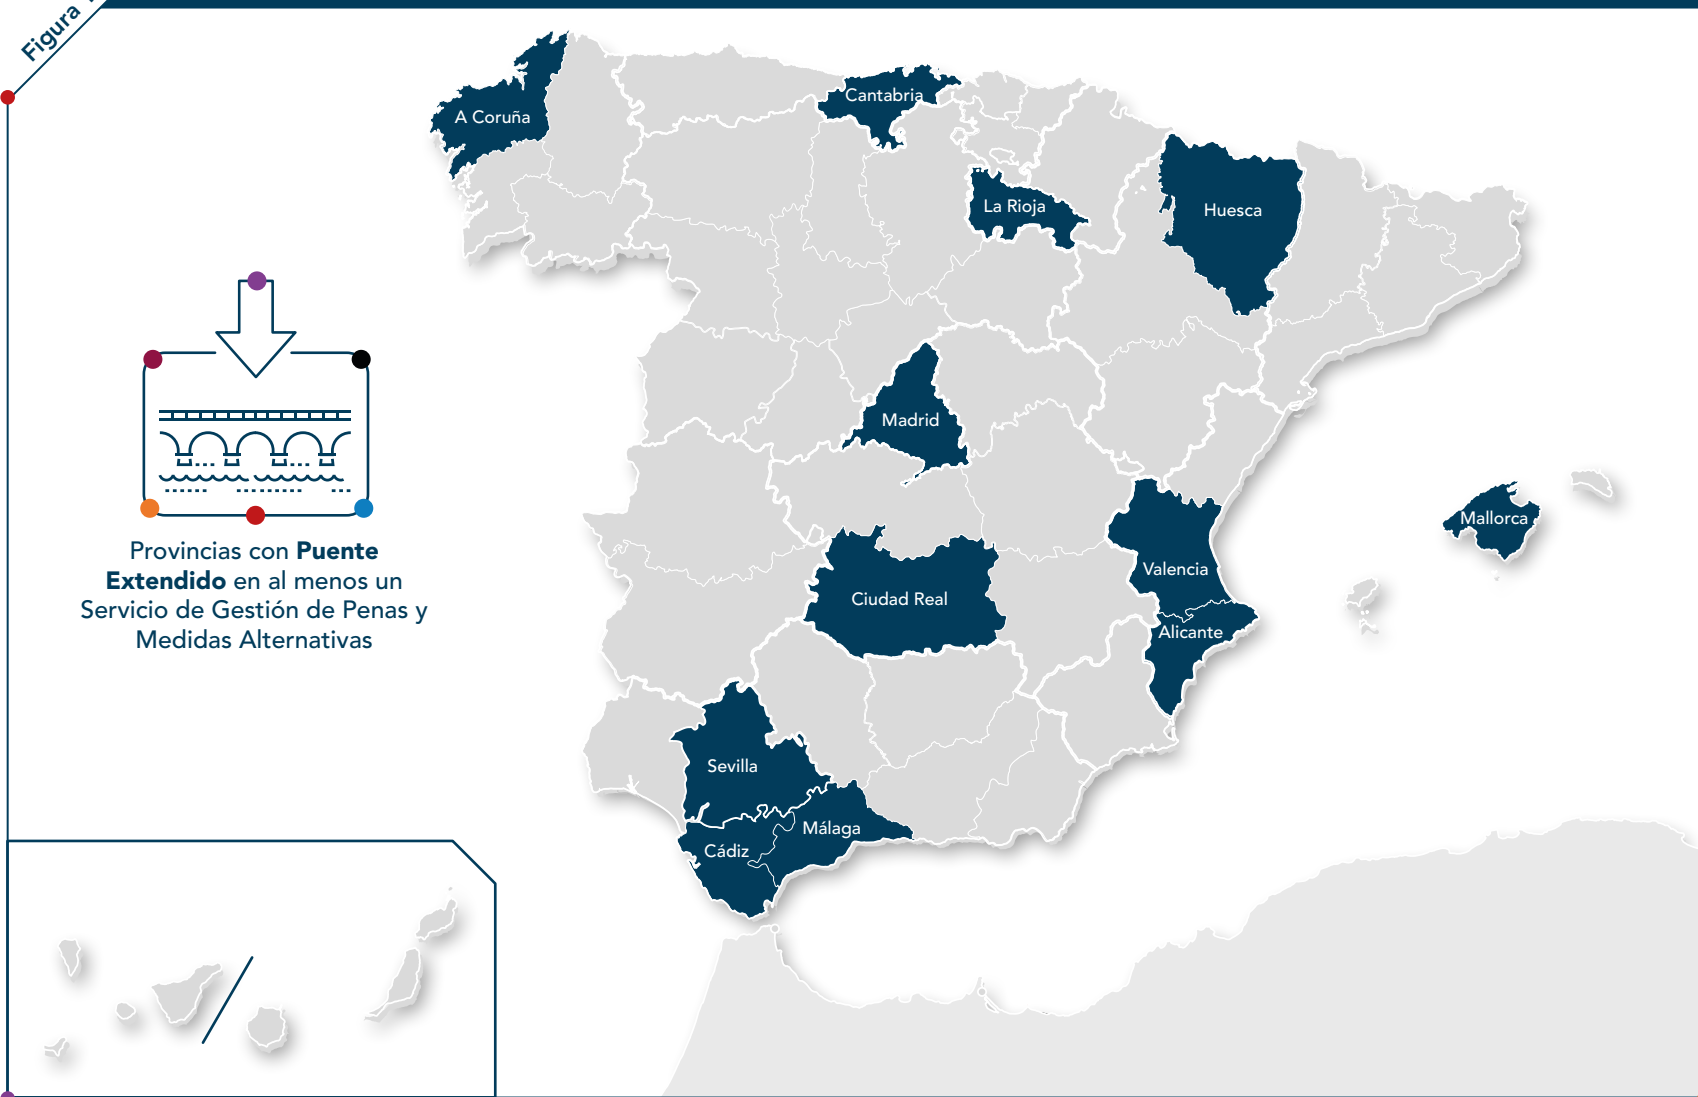 Figura
A Coruña
Cantabria
La Rioja
Huesca
Madrid
Mallorca
Valencia
Ciudad Real
Alicante
Sevilla
Málaga
Cádiz
Provincias con Puente
Extendido en al menos un
Servicio de Gestión de Penas y
Medidas Alternativas